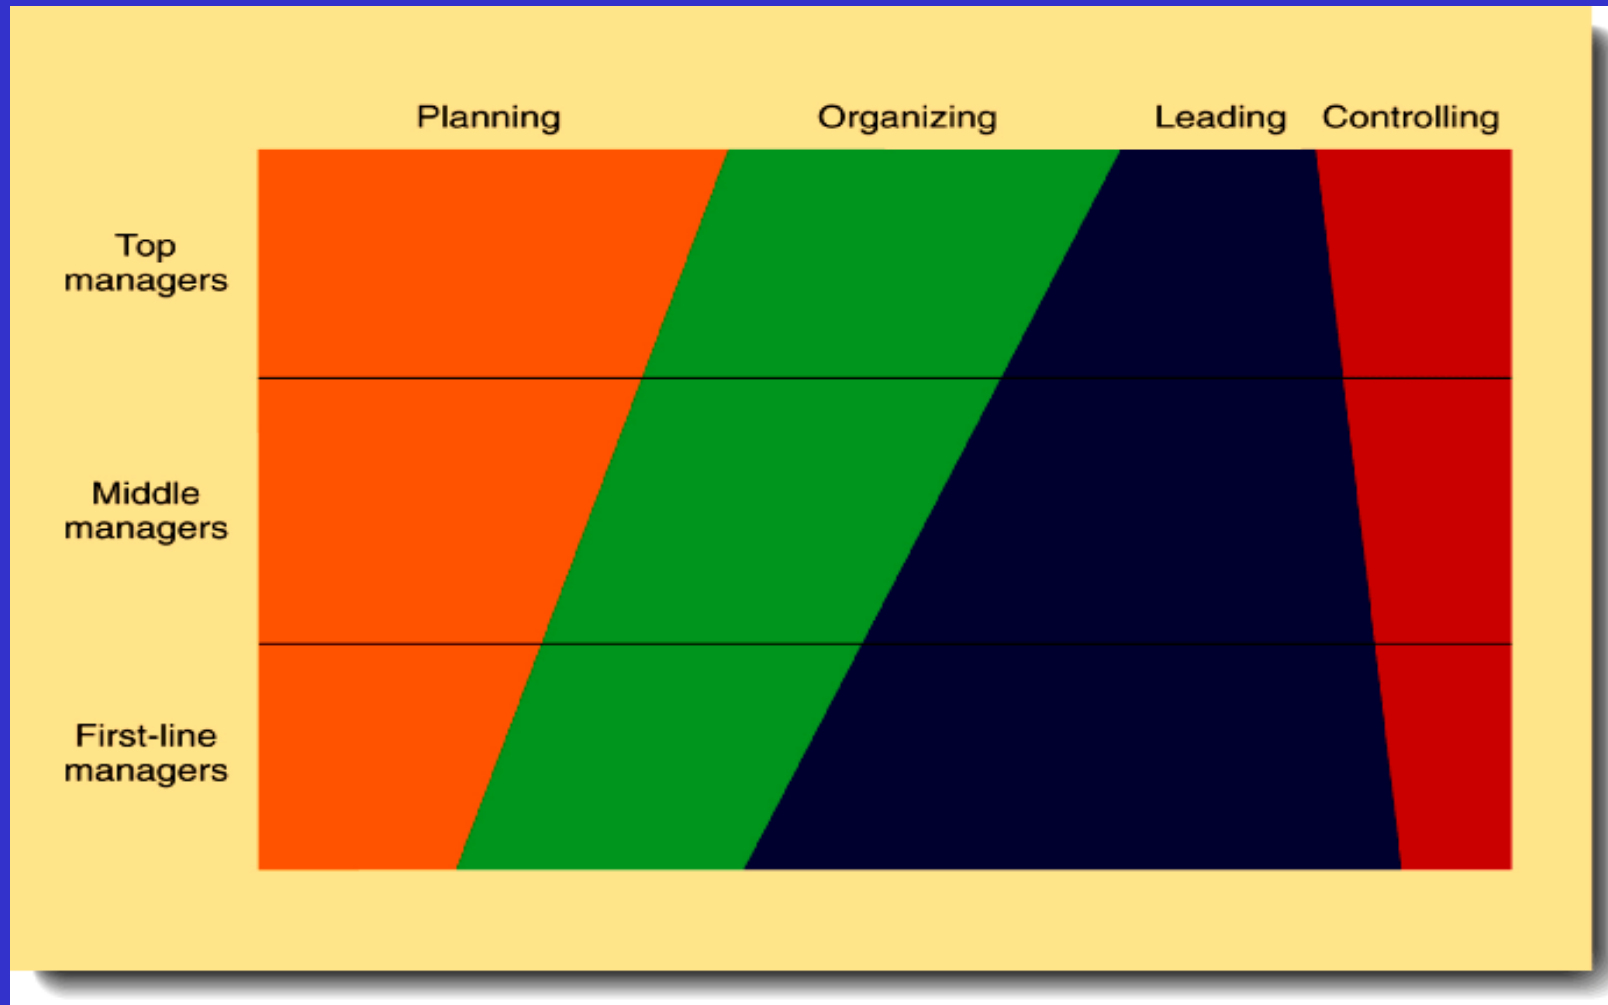 Planning Organizing Leading Controlling
Top
managers
Middle
managers
First-line
managers